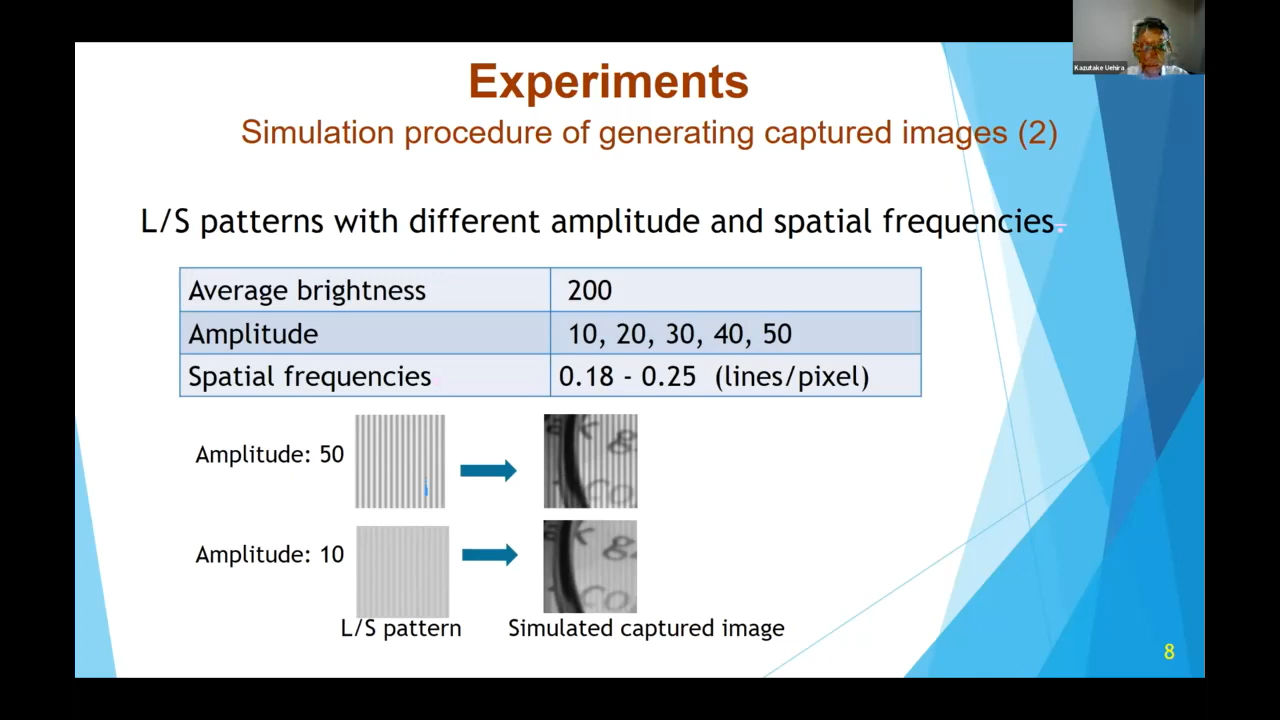 Kazutake Uehira
Experiments
Simulation procedure of generating captured images (2)
L/S patterns with different amplitude and spatial frequencies.
Average brightness 200
Amplitude 10, 20, 30, 40, 50
Spatial frequencies 0.18 - 0.25 (lines/pixel)
Amplitude: 50
Amplitude: 10
L/S pattern Simulated captured image
8